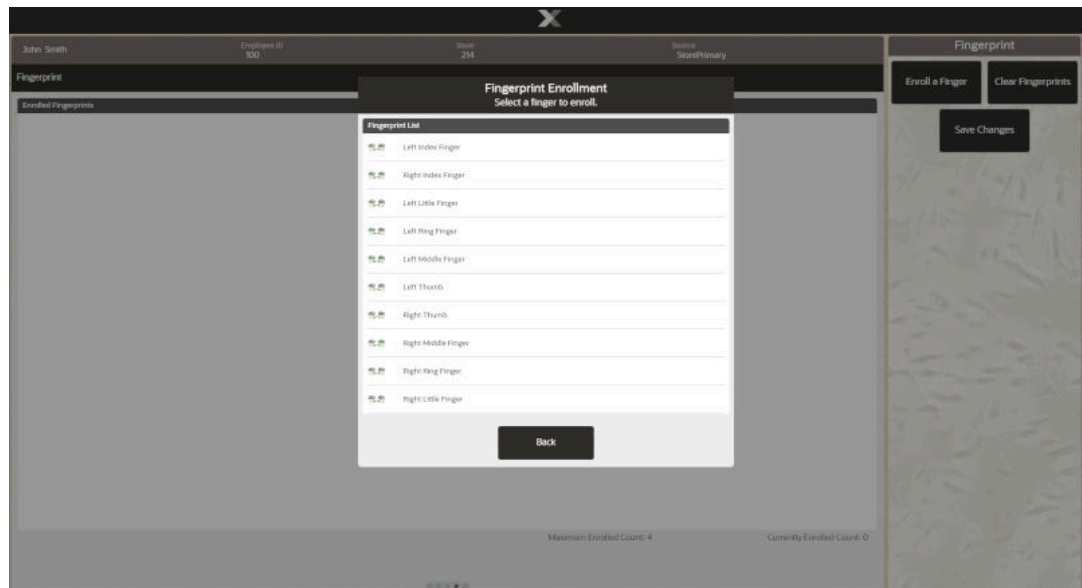 John Smith
Employee ID
100
Store
214
Source
StorePrimary
Fingerprint
Enrolled Fingerprints
Fingerprint Enrollment
Select a finger to enroll.
Fingerprint List
Left Index Finger
Right Index Finger
Left Little Finger
Left Ring Finger
Left Middle Finger
Left Thumb
Right Thumb
Right Middle Finger
Right Ring Finger
Right Little Finger
Back
Maximum Enrolled Count: 4
Currently Enrolled Count: 0
Fingerprint
Enroll a Finger
Clear Fingerprints
Save Changes